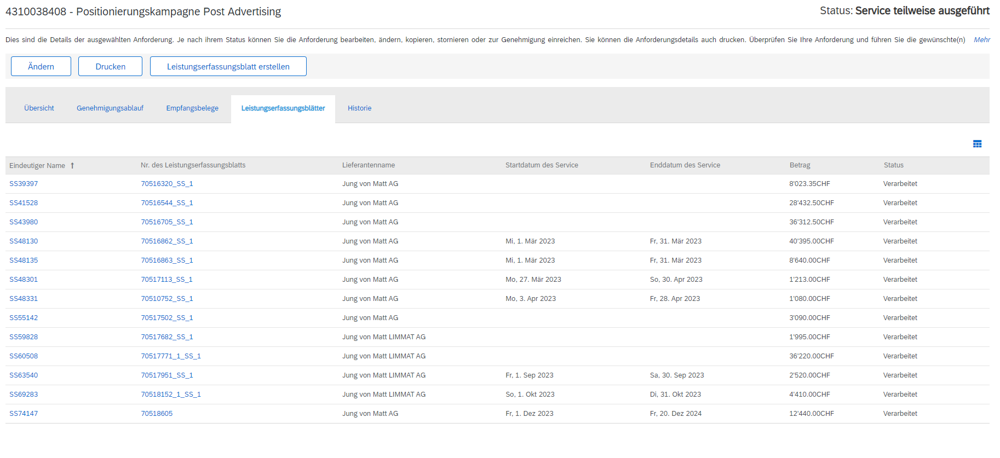 4310038408 - Positionierungskampagne Post Advertising
Status: Service teilweise ausgeführt
Dies sind die Details der ausgewählten Anforderung. Je nach ihrem Status können Sie die Anforderung bearbeiten, ändern, kopieren, stornieren oder zur Genehmigung einreichen. Sie können die Anforderungsdetails auch drucken. Überprüfen Sie Ihre Anforderung und führen Sie die gewünschte(n) Mehr
Ändern Drucken Leistungserfassungsblatt erstellen
Übersicht Genehmigungsablauf Empfangsbelege Leistungserfassungsblätter Historie
Eindeutiger Name ↑ Nr. des Leistungserfassungsblatts Lieferantenname Startdatum des Service Enddatum des Service Betrag Status
SS39397 70516320_SS_1 Jung von Matt AG 8'023.35CHF Verarbeitet
SS41528 70516544_SS_1 Jung von Matt AG 28'432.50CHF Verarbeitet
SS43980 70516705_SS_1 Jung von Matt AG 36'312.50CHF Verarbeitet
SS48130 70516862_SS_1 Jung von Matt AG Mi, 1. Mär 2023 Fr, 31. Mär 2023 40'395.00CHF Verarbeitet
SS48135 70516863_SS_1 Jung von Matt AG Mi, 1. Mär 2023 Fr, 31. Mär 2023 8'640.00CHF Verarbeitet
SS48301 70517113_SS_1 Jung von Matt AG Mo, 27. Mär 2023 So, 30. Apr 2023 1'213.00CHF Verarbeitet
SS48331 70510752_SS_1 Jung von Matt AG Mo, 3. Apr 2023 Fr, 28. Apr 2023 1'080.00CHF Verarbeitet
SS55142 70517502_SS_1 Jung von Matt AG 3'090.00CHF Verarbeitet
SS59828 70517682_SS_1 Jung von Matt LIMMAT AG 1'995.00CHF Verarbeitet
SS60508 70517771_1_SS_1 Jung von Matt LIMMAT AG 36'220.00CHF Verarbeitet
SS63540 70517951_SS_1 Jung von Matt LIMMAT AG Fr, 1. Sep 2023 Sa, 30. Sep 2023 2'520.00CHF Verarbeitet
SS69283 70518152_1_SS_1 Jung von Matt LIMMAT AG So, 1. Okt 2023 Di, 31. Okt 2023 4'410.00CHF Verarbeitet
SS74147 70518605 Jung von Matt AG Fr, 1. Dez 2023 Fr, 20. Dez 2024 12'440.00CHF Verarbeitet